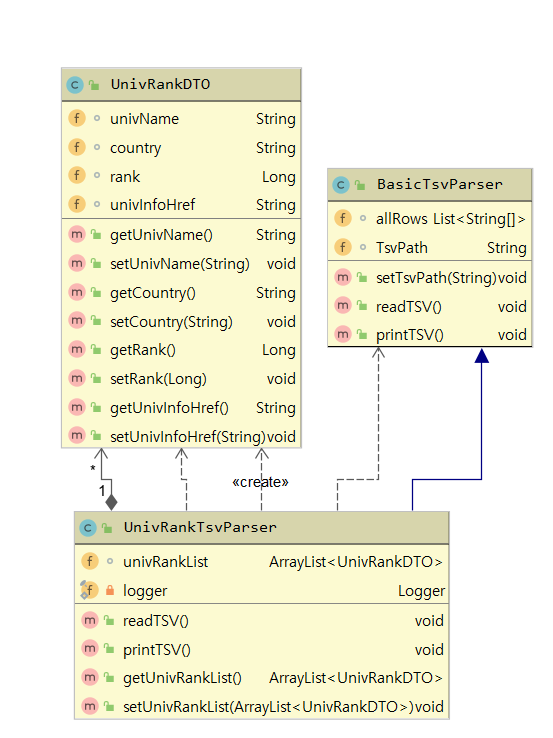 UnivRankDTO
univName String
country String
rank Long
univInfoHref String
getUnivName() String
setUnivName(String) void
getCountry() String
setCountry(String) void
getRank() Long
setRank(Long) void
getUnivInfoHref() String
setUnivInfoHref(String)void
BasicTsvParser
allRows List<String[]>
TsvPath String
setTsvPath(String)void
readTSV() void
printTSV() void
*
1
«create»
UnivRankTsvParser
univRankList ArrayList<UnivRankDTO>
logger Logger
readTSV() void
printTSV() void
getUnivRankList() ArrayList<UnivRankDTO>
setUnivRankList(ArrayList<UnivRankDTO>)void